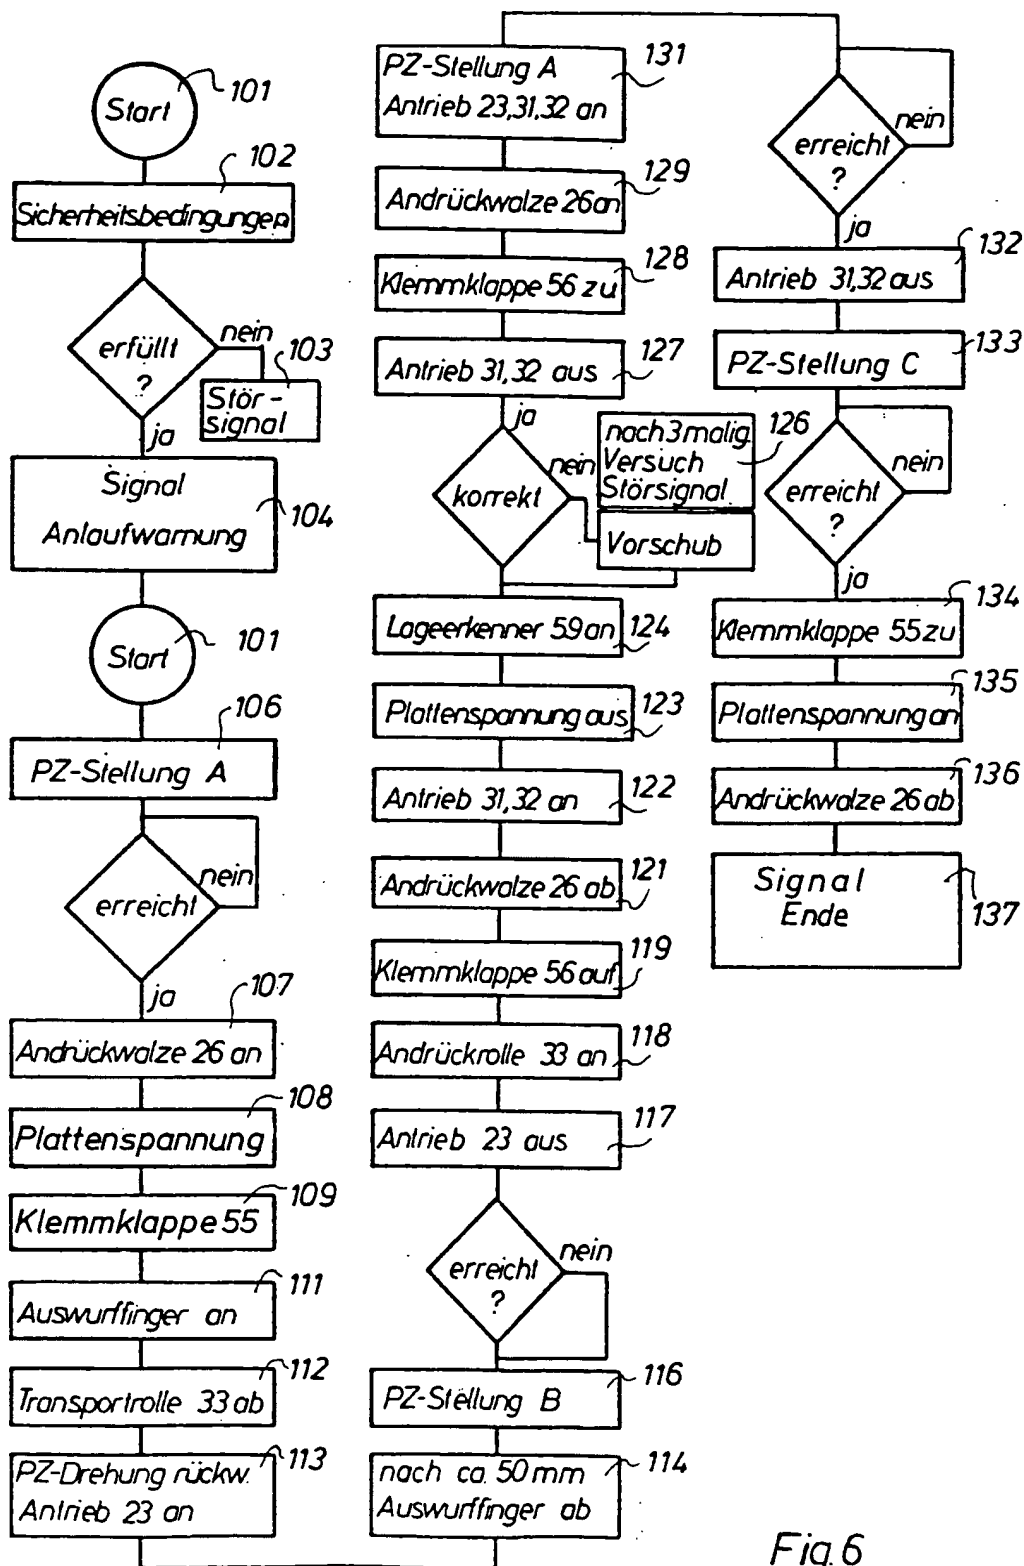 Start
101
102
Sicherheitsbedingungen
erfüllt
?
nein
103
Stör-
signal
ja
Signal
Anlaufwarnung
104
Start
101
106
PZ-Stellung A
nein
erreicht
ja
107
Andrückwalze 26 an
108
Plattenspannung
109
Klemmklappe 55
111
Auswurffinger an
112
Transportrolle 33 ab
113
PZ-Drehung rückw.
Antrieb 23 an
nach ca. 50 mm
Auswurffinger ab
114
PZ-Stellung B
116
erreicht
?
nein
Antrieb 23 aus
117
Andrückrolle 33 an
118
Klemmklappe 56 auf
119
Andrückwalze 26 ab
121
Antrieb 31,32 an
122
Plattenspannung aus
123
Lageerkenner 59 an
124
korrekt
nein
nach 3 malig.
Versuch
Störsignal
126
Vorschub
ja
Antrieb 31,32 aus
127
Klemmklappe 56 zu
128
Andrückwalze 26 an
129
PZ-Stellung A
Antrieb 23,31,32 an
131
erreicht
?
nein
ja
132
Antrieb 31,32 aus
133
PZ-Stellung C
erreicht
?
nein
ja
134
Klemmklappe 55 zu
135
Plattenspannung an
136
Andrückwalze 26 ab
Signal
Ende
137
Fig. 6